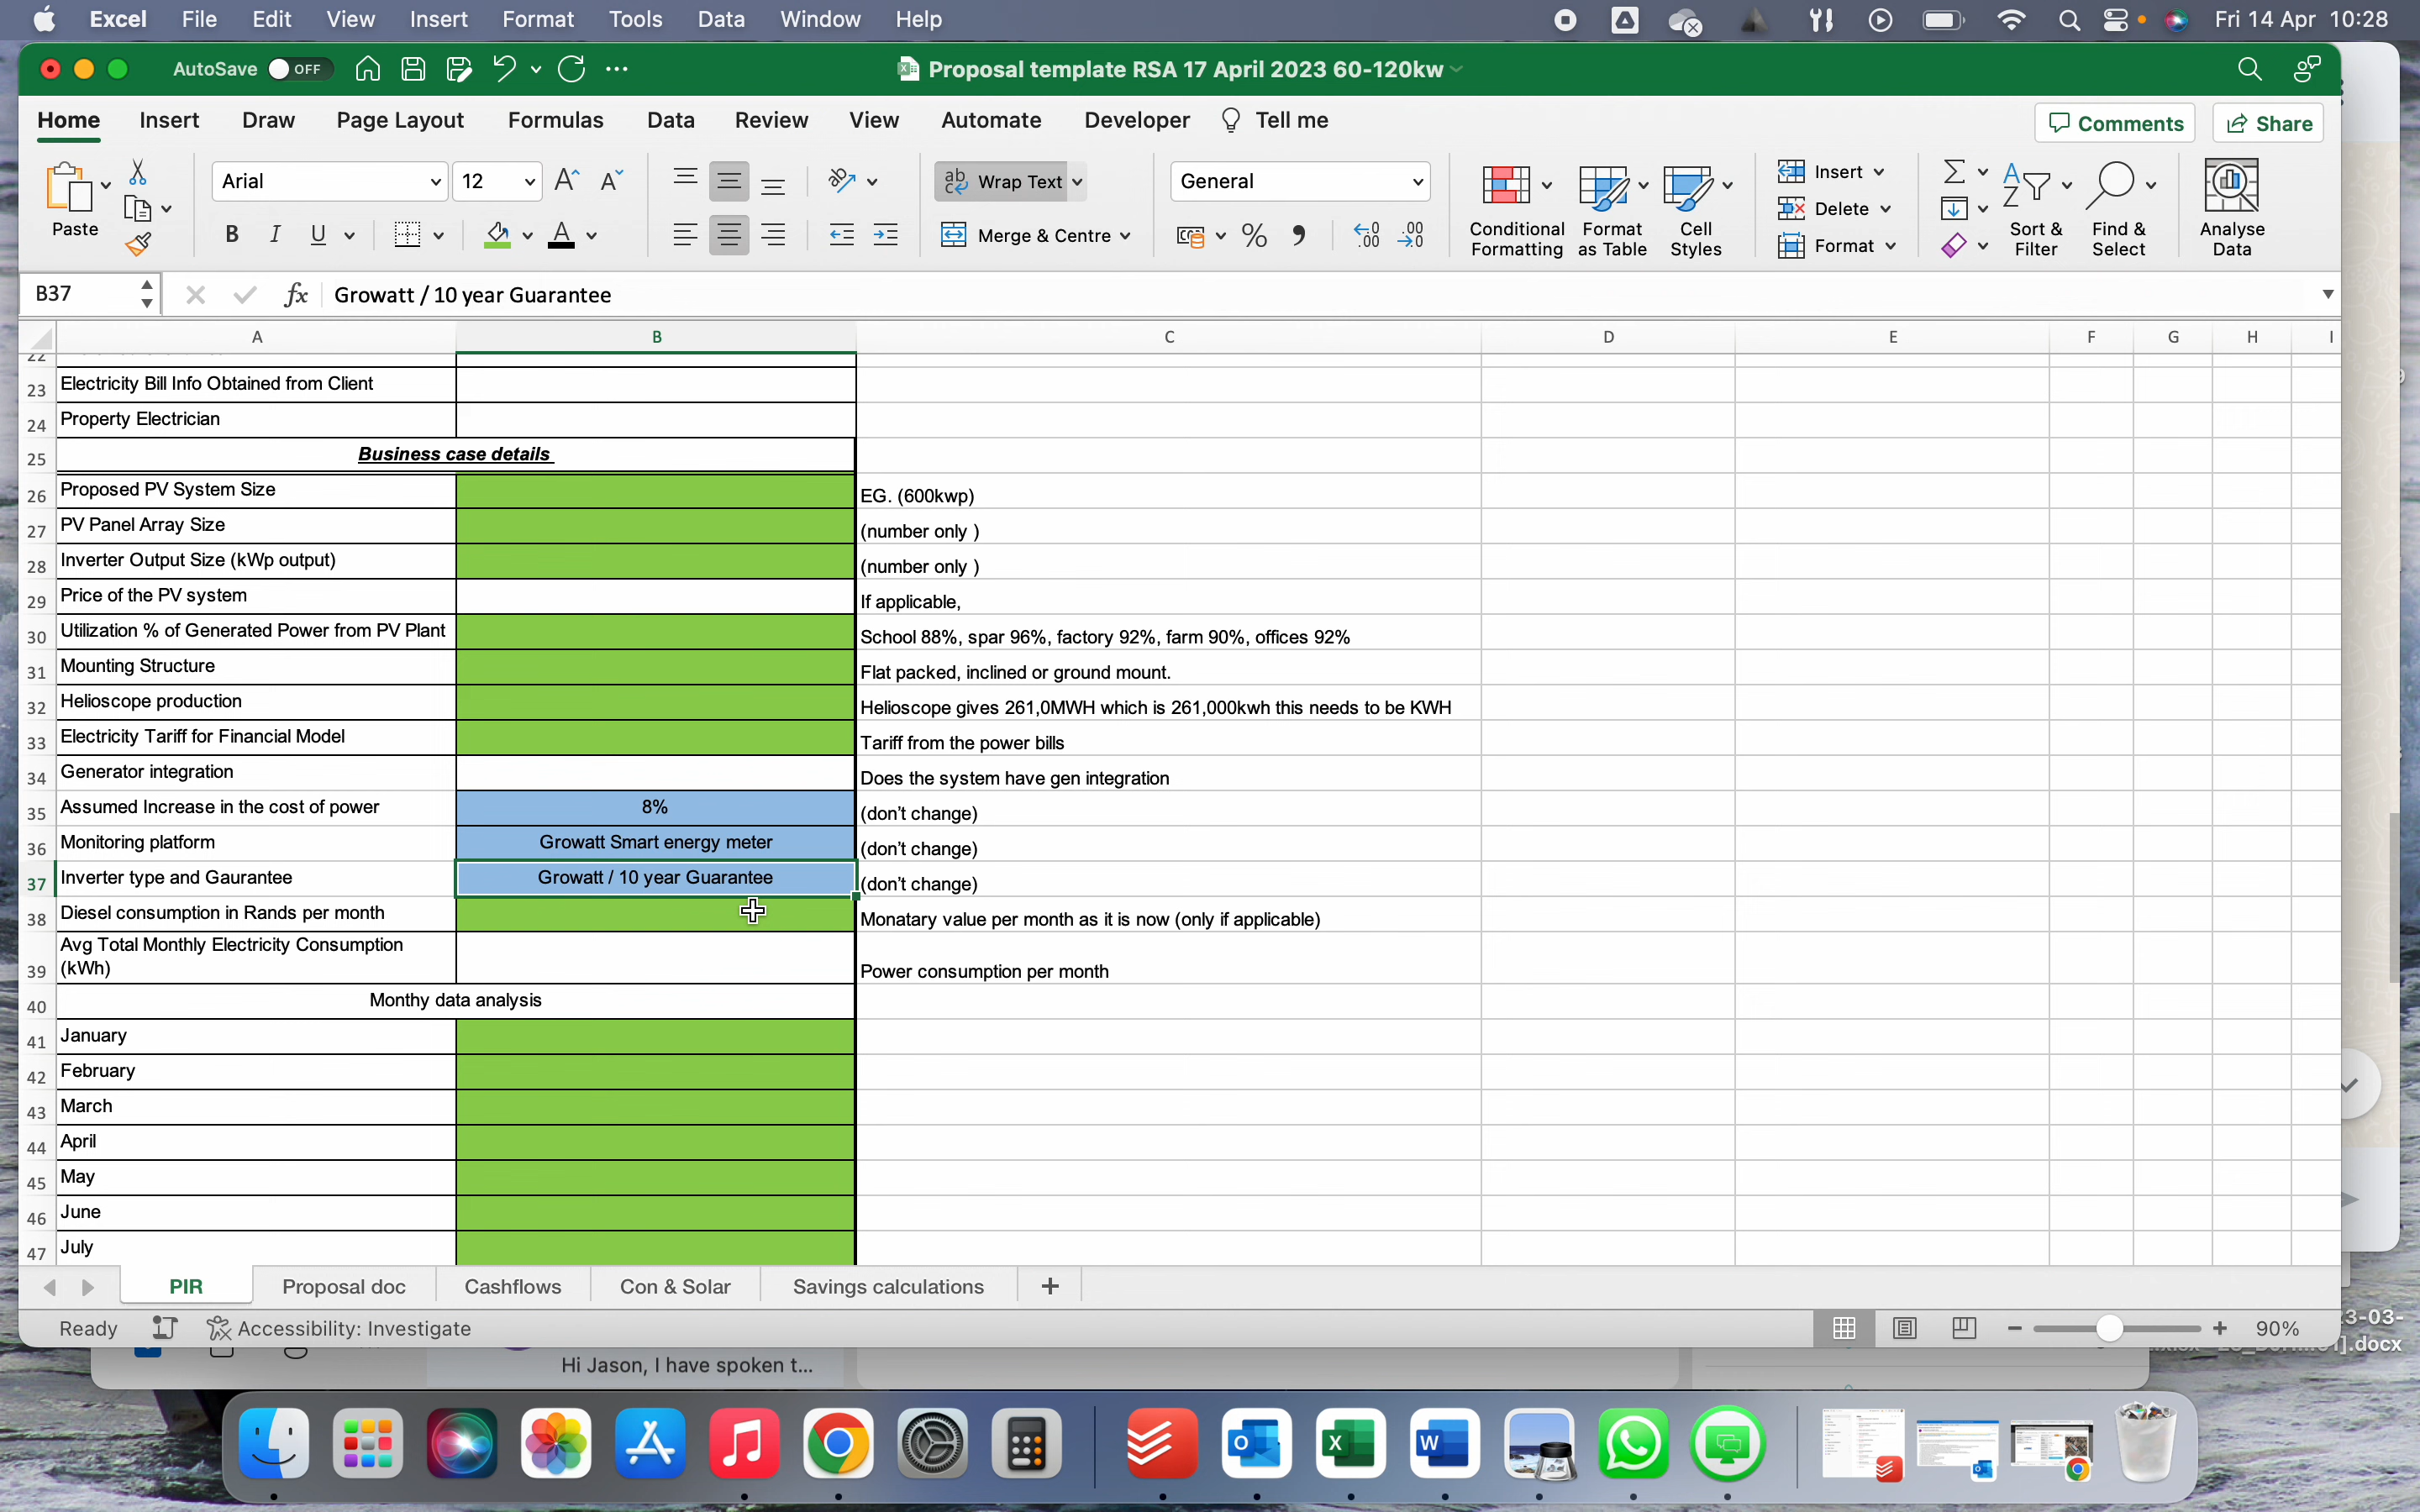 Excel File Edit View Insert Format Tools Data Window Help Fri 14 Apr 10:28
AutoSave OFF Proposal template RSA 17 April 2023 60-120kw
Home Insert Draw Page Layout Formulas Data Review View Automate Developer Tell me Comments Share
Paste Arial 12 Wrap Text General Insert
B I U Merge & Centre % Delete
Conditional Formatting Format as Table Cell Styles Format Sort & Filter Find & Select Analyse Data
B37 fx Growatt / 10 year Guarantee
A B C D E F G H I
22
23 Electricity Bill Info Obtained from Client
24 Property Electrician
25 Business case details
26 Proposed PV System Size EG. (600kwp)
27 PV Panel Array Size (number only )
28 Inverter Output Size (kWp output) (number only )
29 Price of the PV system If applicable,
30 Utilization % of Generated Power from PV Plant School 88%, spar 96%, factory 92%, farm 90%, offices 92%
31 Mounting Structure Flat packed, inclined or ground mount.
32 Helioscope production Helioscope gives 261,0MWH which is 261,000kwh this needs to be KWH
33 Electricity Tariff for Financial Model Tariff from the power bills
34 Generator integration Does the system have gen integration
35 Assumed Increase in the cost of power 8% (don't change)
36 Monitoring platform Growatt Smart energy meter (don't change)
37 Inverter type and Gaurantee Growatt / 10 year Guarantee (don't change)
38 Diesel consumption in Rands per month Monatary value per month as it is now (only if applicable)
Avg Total Monthly Electricity Consumption
39 (kWh) Power consumption per month
40 Monthy data analysis
41 January
42 February
43 March
44 April
45 May
46 June
47 July
PIR Proposal doc Cashflows Con & Solar Savings calculations +
Ready Accessibility: Investigate 90%
3-03-
].docx
Hi Jason, I have spoken t...